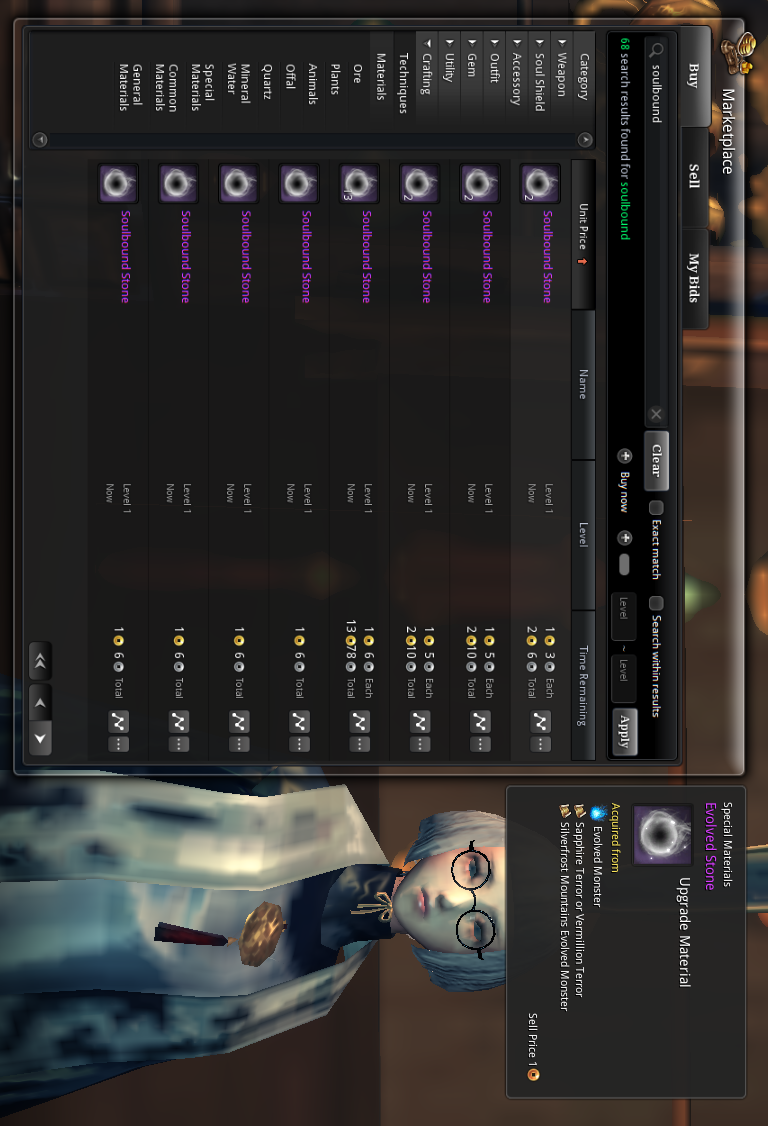 Marketplace
Buy
Sell
My Bids
soulbound
Clear
Exact match
Search within results
68 search results found for soulbound
Buy now
Level
~
Level
Apply
Category
Weapon
Soul Shield
Accessory
Outfit
Gem
Utility
Crafting
Techniques
Materials
Ore
Plants
Animals
Offal
Quartz
Mineral
Water
Special
Materials
Common
Materials
General
Materials
Unit Price
Name
Level
Time Remaining
2
Soulbound Stone
Level 1
Now
1 3 Each
2 6 Total
2
Soulbound Stone
Level 1
Now
1 5 Each
2 10 Total
2
Soulbound Stone
Level 1
Now
1 5 Each
2 10 Total
13
Soulbound Stone
Level 1
Now
1 6 Each
13 78 Total
Soulbound Stone
Level 1
Now
1 6 Total
Soulbound Stone
Level 1
Now
1 6 Total
Soulbound Stone
Level 1
Now
1 6 Total
Soulbound Stone
Level 1
Now
1 6 Total
Special Materials
Evolved Stone
Upgrade Material
Acquired from
Evolved Monster
Sapphire Terror or Vermillion Terror
Silverfrost Mountains Evolved Monster
Sell Price 1